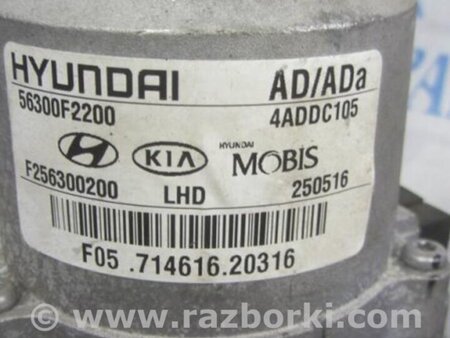 HYUNDAI AD/ADa
56300F2200 4ADDC105
KIA HYUNDAI MOBIS
F256300200 LHD 250516
F05 .714616.20316
© www.razborki.com/